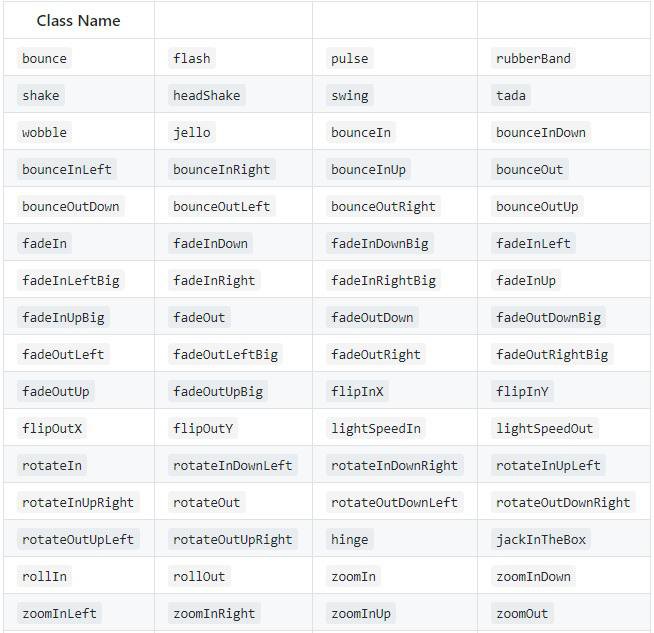 Class Name
bounce flash pulse rubberBand
shake headShake swing tada
wobble jello bounceIn bounceInDown
bounceInLeft bounceInRight bounceInUp bounceOut
bounceOutDown bounceOutLeft bounceOutRight bounceOutUp
fadeIn fadeInDown fadeInDownBig fadeInLeft
fadeInLeftBig fadeInRight fadeInRightBig fadeInUp
fadeInUpBig fadeOut fadeOutDown fadeOutDownBig
fadeOutLeft fadeOutLeftBig fadeOutRight fadeOutRightBig
fadeOutUp fadeOutUpBig flipInX flipInY
flipOutX flipOutY lightSpeedIn lightSpeedOut
rotateIn rotateInDownLeft rotateInDownRight rotateInUpLeft
rotateInUpRight rotateOut rotateOutDownLeft rotateOutDownRight
rotateOutUpLeft rotateOutUpRight hinge jackInTheBox
rollIn rollOut zoomIn zoomInDown
zoomInLeft zoomInRight zoomInUp zoomOut